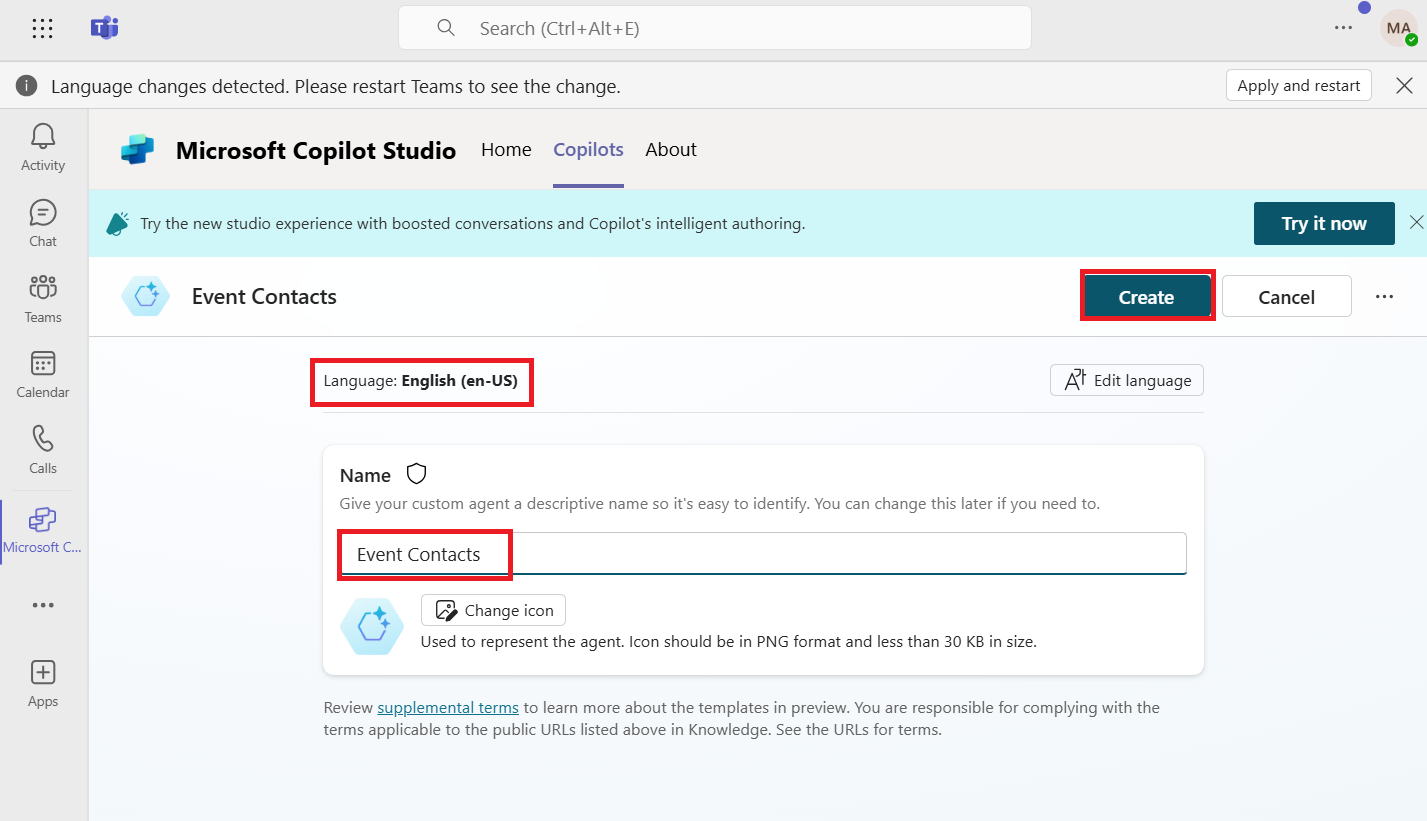 Search (Ctrl+Alt+E)
MA
Language changes detected. Please restart Teams to see the change.
Apply and restart
Activity
Chat
Teams
Calendar
Calls
Microsoft C...
Apps
Microsoft Copilot Studio
Home
Copilots
About
Try the new studio experience with boosted conversations and Copilot's intelligent authoring.
Try it now
Event Contacts
Create
Cancel
Language: English (en-US)
Edit language
Name
Give your custom agent a descriptive name so it's easy to identify. You can change this later if you need to.
Event Contacts
Change icon
Used to represent the agent. Icon should be in PNG format and less than 30 KB in size.
Review supplemental terms to learn more about the templates in preview. You are responsible for complying with the
terms applicable to the public URLs listed above in Knowledge. See the URLs for terms.